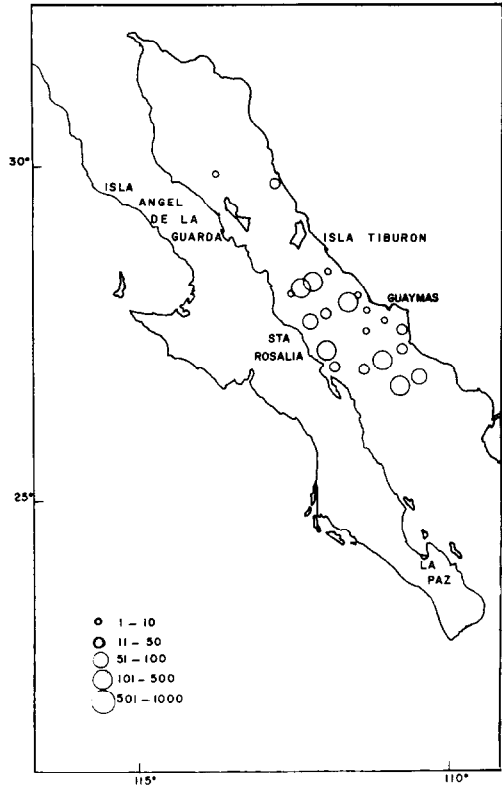 30°
ISLA
ANGEL
DE LA
GUARDA
ISLA TIBURON
GUAYMAS
STA
ROSALIA
25°
LA
PAZ
1 – 10
11 – 50
51 – 100
101 – 500
501 – 1000
115°
110°